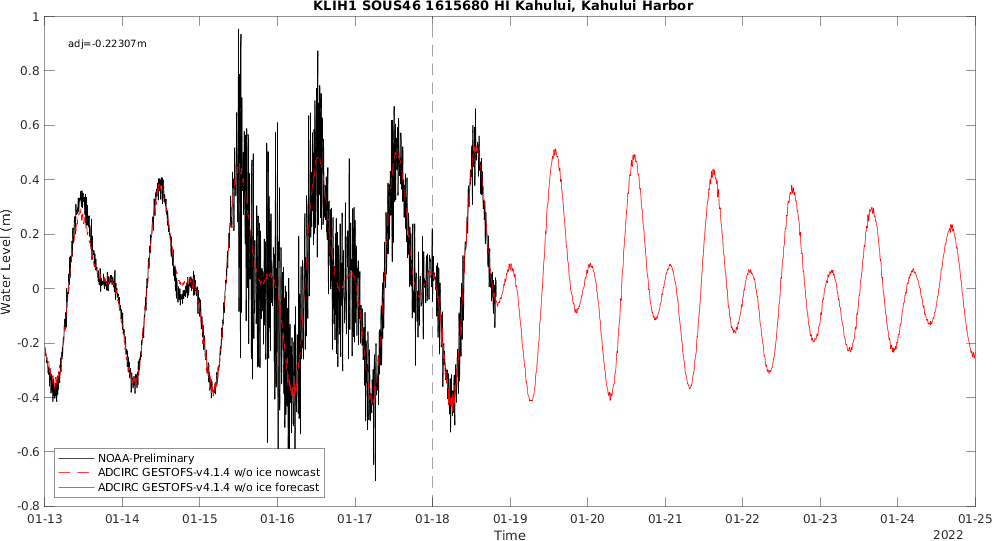 KLIH1 SOUS46 1615680 HI Kahului, Kahului Harbor
adj=-0.22307m
1
0.8
0.6
0.4
0.2
0
-0.2
-0.4
-0.6
-0.8
Water Level (m)
NOAA-Preliminary
ADCIRC GESTOFS-v4.1.4 w/o ice nowcast
ADCIRC GESTOFS-v4.1.4 w/o ice forecast
01-13 01-14 01-15 01-16 01-17 01-18 01-19 01-20 01-21 01-22 01-23 01-24 01-25
Time
2022